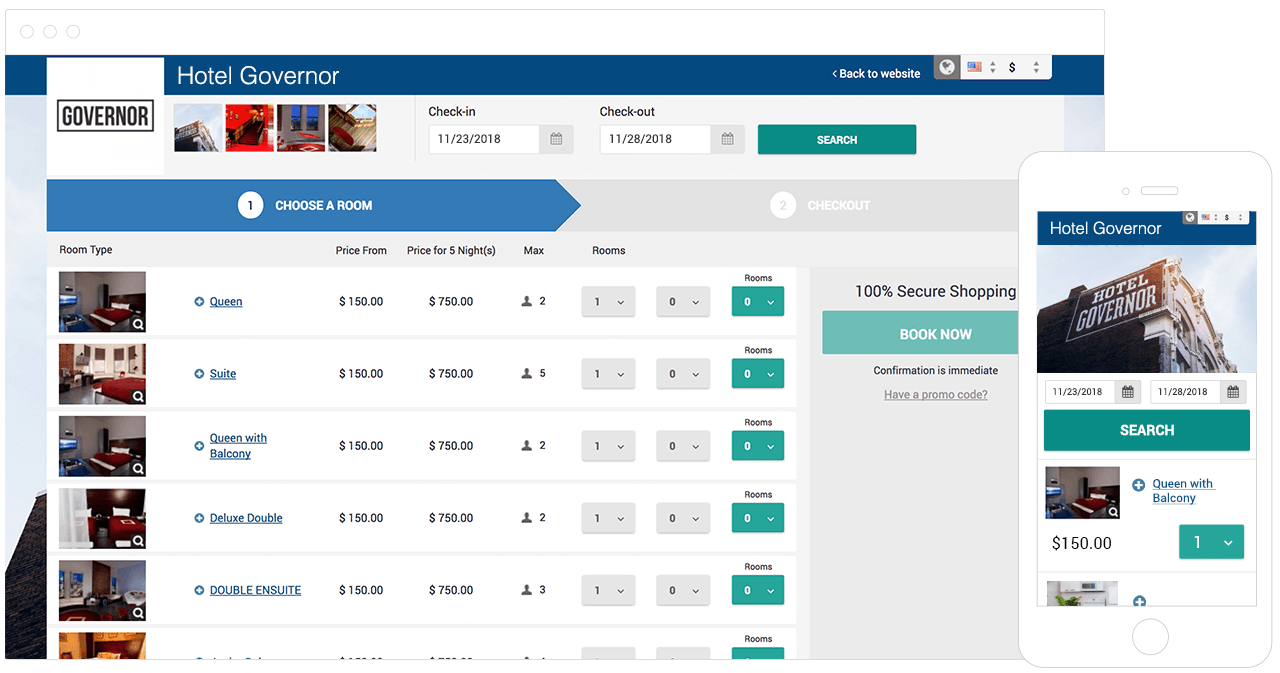 Hotel Governor
Back to website
$
GOVERNOR
HOTEL
GOVERNOR
Check-in
Check-out
11/23/2018
11/28/2018
SEARCH
1 CHOOSE A ROOM
2 CHECKOUT
Room Type Price From Price for 5 Night(s) Max Rooms
Rooms
Queen $ 150.00 $ 750.00 2 1 0 0
Rooms
Suite $ 150.00 $ 750.00 5 1 0 0
Rooms
Queen with
Balcony $ 150.00 $ 750.00 2 1 0 0
Rooms
Deluxe Double $ 150.00 $ 750.00 2 1 0 0
Rooms
DOUBLE ENSUITE $ 150.00 $ 750.00 3 1 0 0
Rooms
100% Secure Shopping
BOOK NOW
Confirmation is immediate
Have a promo code?
$
Hotel Governor
HOTEL
GOVERNOR
11/23/2018 11/28/2018
SEARCH
Queen with
Balcony
$150.00 1